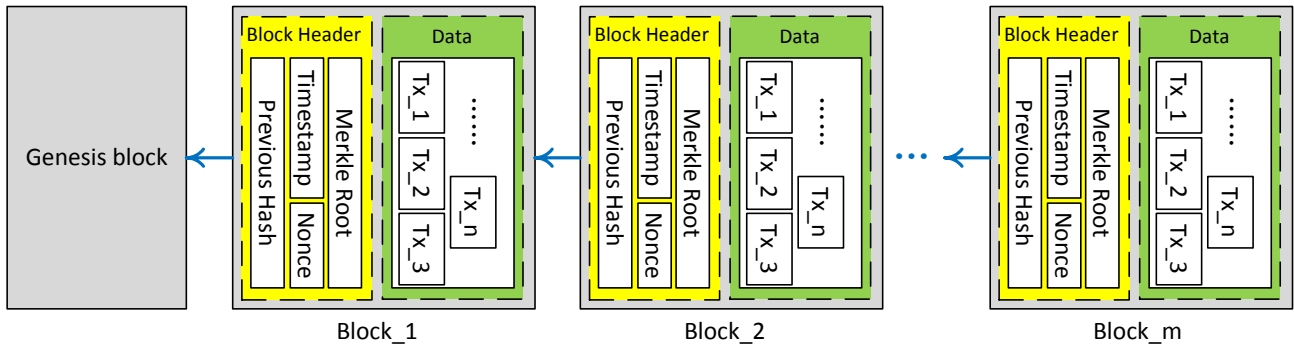 Genesis block
Block Header
Previous Hash
Timestamp
Nonce
Merkle Root
Data
Tx_1
Tx_2
Tx_3
......
Tx_n
Block_1
Block Header
Previous Hash
Timestamp
Nonce
Merkle Root
Data
Tx_1
Tx_2
Tx_3
......
Tx_n
Block_2
...
Block Header
Previous Hash
Timestamp
Nonce
Merkle Root
Data
Tx_1
Tx_2
Tx_3
......
Tx_n
Block_m